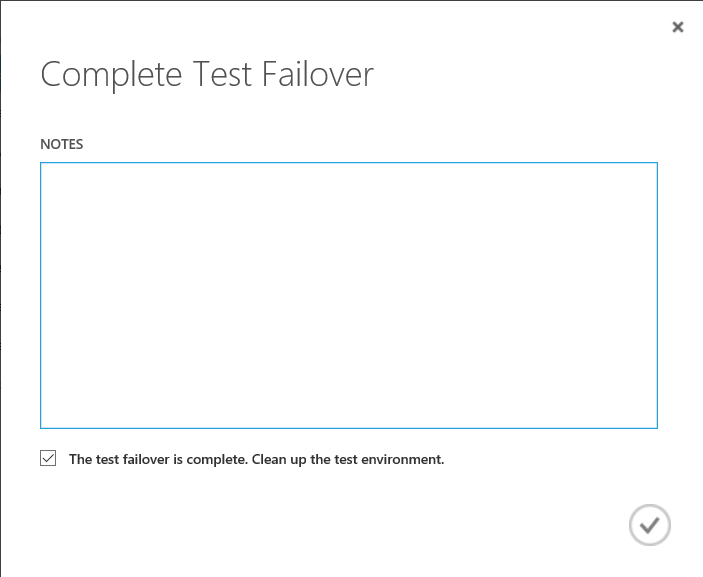 Complete Test Failover
NOTES
The test failover is complete. Clean up the test environment.